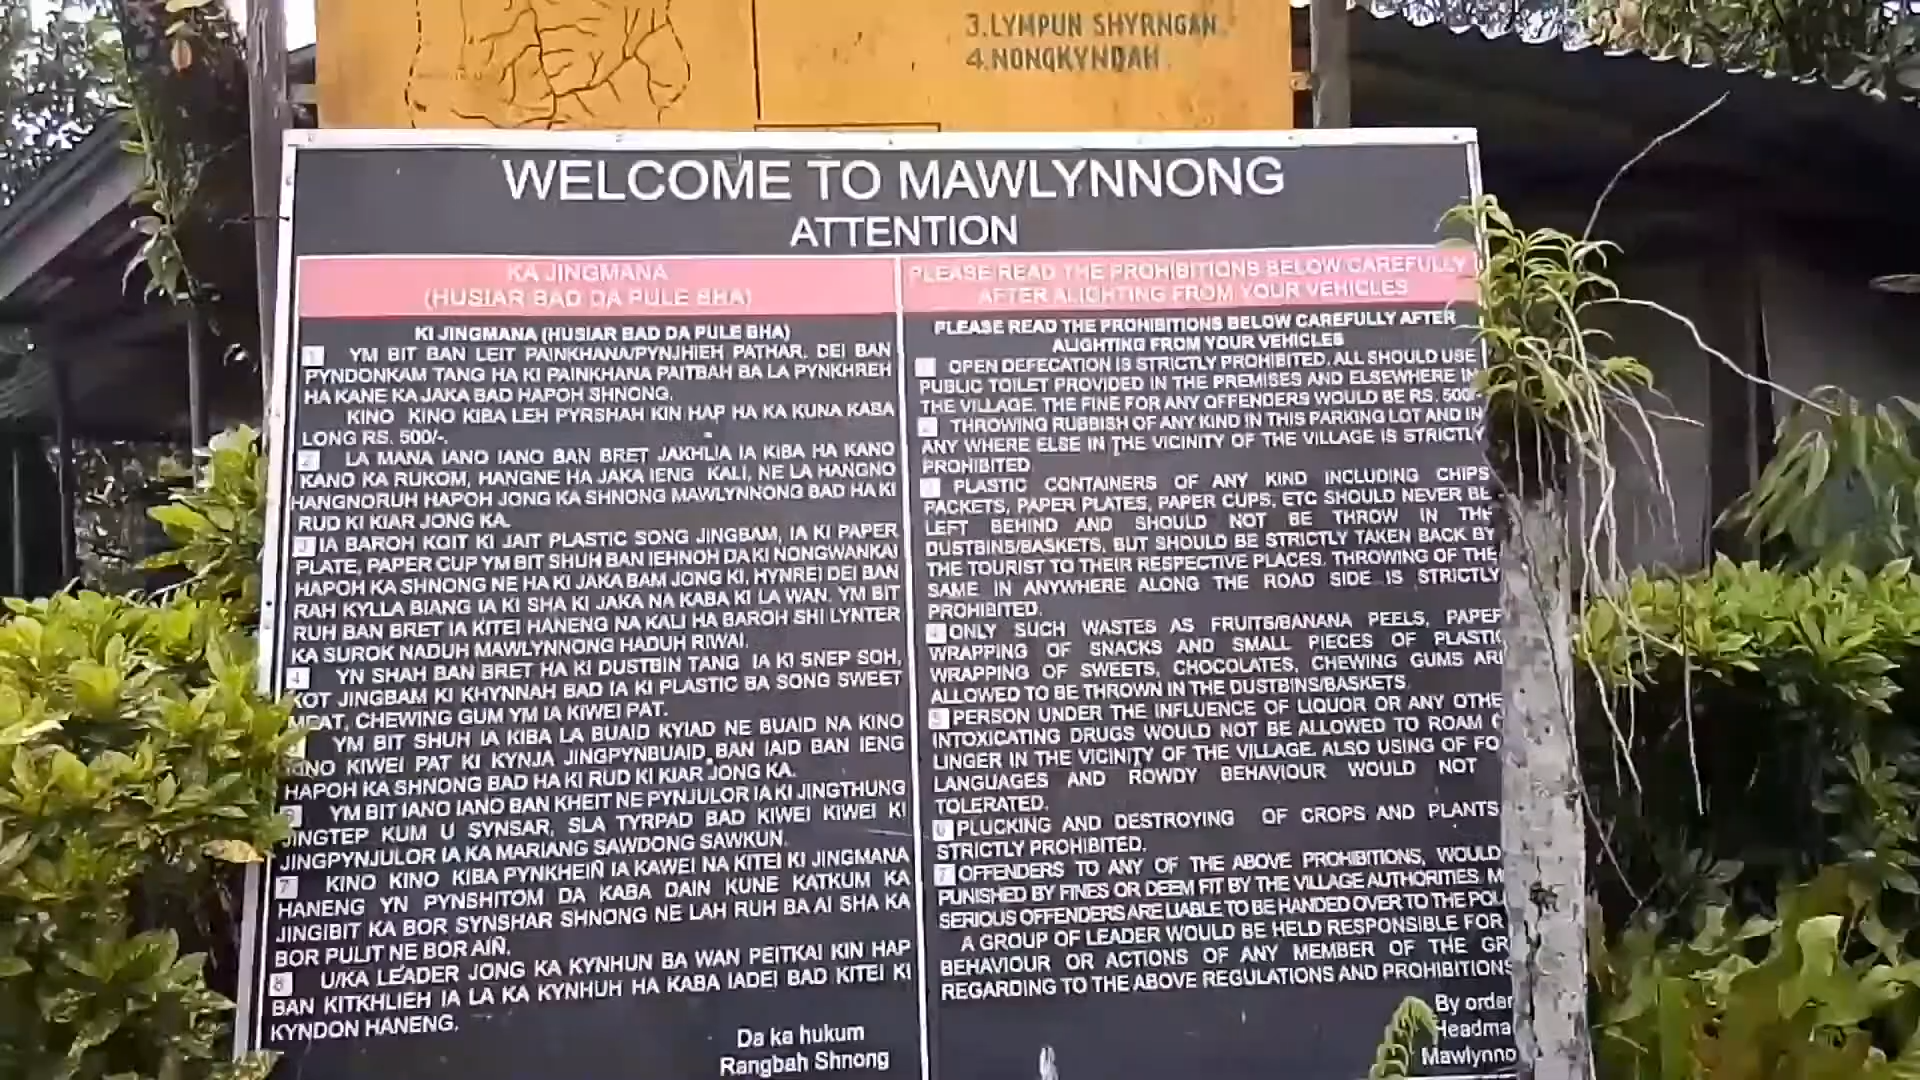 3.LYMPUN SHYRNGAN.
4.NONGKYNDAH.
WELCOME TO MAWLYNNONG
ATTENTION
KA JINGMANA
(HUSIAR BAD DA PULE BHA)
KI JINGMANA (HUSIAR BAD DA PULE BHA)
1 YM BIT BAN LEIT PAINKHANA/PYNJHIEH PATHAR. DEI BAN
PYNDONKAM TANG HA KI PAINKHANA PAITBAH BA LA PYNKHREH
HA KANE KA JAKA BAD HAPOH SHNONG.
KINO KINO KIBA LEH PYRSHAH KIN HAP HA KA KUNA KABA
LONG RS. 500/-.
2 LA MANA IANO IANO BAN BRET JAKHLIA IA KIBA HA KANO
KANO KA RUKOM, HANGNE HA JAKA IENG KALI, NE LA HANGNO
HANGNORUH HAPOH JONG KA SHNONG MAWLYNNONG BAD HA KI
RUD KI KIAR JONG KA.
3 IA BAROH KOIT KI JAIT PLASTIC SONG JINGBAM, IA KI PAPER
PLATE, PAPER CUP YM BIT SHUH BAN IEHNOH DA KI NONGWANKAI
HAPOH KA SHNONG NE HA KI JAKA BAM JONG KI, HYNREI DEI BAN
RAH KYLLA BIANG IA KI SHA KI JAKA NA KABA KI LA WAN. YM BIT
RUH BAN BRET IA KITEI HANENG NA KALI HA BAROH SHI LYNTER
KA SUROK NADUH MAWLYNNONG HADUH RIWAI.
4 YN SHAH BAN BRET HA KI DUSTBIN TANG IA KI SNEP SOH,
KOT JINGBAM KI KHYNNAH BAD IA KI PLASTIC BA SONG SWEET
MEAT, CHEWING GUM YM IA KIWEI PAT.
YM BIT SHUH IA KIBA LA BUAID KYIAD NE BUAID NA KINO
KINO KIWEI PAT KI KYNJA JINGPYNBUAID BAN IAID BAN IENG
HAPOH KA SHNONG BAD HA KI RUD KI KIAR JONG KA.
6 YM BIT IANO IANO BAN KHEIT NE PYNJULOR IA KI JINGTHUNG
JINGTEP KUM U SYNSAR, SLA TYRPAD BAD KIWEI KIWEI KI
JINGPYNJULOR IA KA MARIANG SAWDONG SAWKUN.
7 KINO KINO KIBA PYNKHEIÑ IA KAWEI NA KITEI KI JINGMANA
HANENG YN PYNSHITOM DA KABA DAIN KUNE KATKUM KA
JINGIBIT KA BOR SYNSHAR SHNONG NE LAH RUH BA AI SHA KA
BOR PULIT NE BOR AIÑ.
8 U/KA LEADER JONG KA KYNHUN BA WAN PEITKAI KIN HAP
BAN KITKHLIEH IA LA KA KYNHUH HA KABA IADEI BAD KITEI KI
KYNDON HANENG.
Da ka hukum
Rangbah Shnong
PLEASE READ THE PROHIBITIONS BELOW CAREFULLY
AFTER ALIGHTING FROM YOUR VEHICLES
PLEASE READ THE PROHIBITIONS BELOW CAREFULLY AFTER
ALIGHTING FROM YOUR VEHICLES
1 OPEN DEFECATION IS STRICTLY PROHIBITED. ALL SHOULD USE
PUBLIC TOILET PROVIDED IN THE PREMISES AND ELSEWHERE IN
THE VILLAGE. THE FINE FOR ANY OFFENDERS WOULD BE RS. 500/-
2 THROWING RUBBISH OF ANY KIND IN THIS PARKING LOT AND IN
ANY WHERE ELSE IN THE VICINITY OF THE VILLAGE IS STRICTLY
PROHIBITED.
3 PLASTIC CONTAINERS OF ANY KIND INCLUDING CHIPS
PACKETS, PAPER PLATES, PAPER CUPS, ETC SHOULD NEVER BE
LEFT BEHIND AND SHOULD NOT BE THROW IN THE
DUSTBINS/BASKETS, BUT SHOULD BE STRICTLY TAKEN BACK BY
THE TOURIST TO THEIR RESPECTIVE PLACES. THROWING OF THE
SAME IN ANYWHERE ALONG THE ROAD SIDE IS STRICTLY
PROHIBITED.
4 ONLY SUCH WASTES AS FRUITS/BANANA PEELS, PAPER
WRAPPING OF SNACKS AND SMALL PIECES OF PLASTIC
WRAPPING OF SWEETS, CHOCOLATES, CHEWING GUMS ARE
ALLOWED TO BE THROWN IN THE DUSTBINS/BASKETS.
5 PERSON UNDER THE INFLUENCE OF LIQUOR OR ANY OTHE
INTOXICATING DRUGS WOULD NOT BE ALLOWED TO ROAM
LINGER IN THE VICINITY OF THE VILLAGE. ALSO USING OF FO
LANGUAGES AND ROWDY BEHAVIOUR WOULD NOT
TOLERATED.
6 PLUCKING AND DESTROYING OF CROPS AND PLANTS
STRICTLY PROHIBITED.
7 OFFENDERS TO ANY OF THE ABOVE PROHIBITIONS, WOULD
PUNISHED BY FINES OR DEEM FIT BY THE VILLAGE AUTHORITIES. M
SERIOUS OFFENDERS ARE LIABLE TO BE HANDED OVER TO THE POL
A GROUP OF LEADER WOULD BE HELD RESPONSIBLE FOR
BEHAVIOUR OR ACTIONS OF ANY MEMBER OF THE GR
REGARDING TO THE ABOVE REGULATIONS AND PROHIBITIONS
By order
Headma
Mawlynno